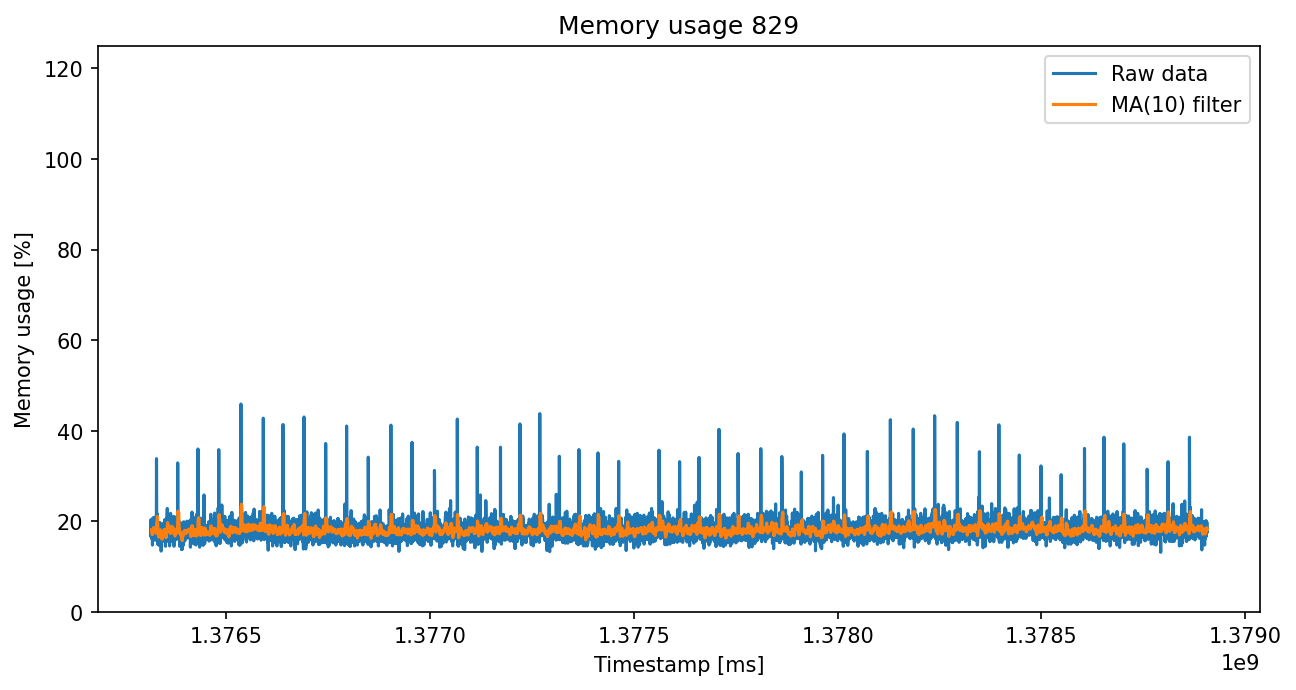 Memory usage 829
Raw data
MA(10) filter
120
100
80
60
40
20
0
Memory usage [%]
1.3765 1.3770 1.3775 1.3780 1.3785 1.3790
1e9
Timestamp [ms]